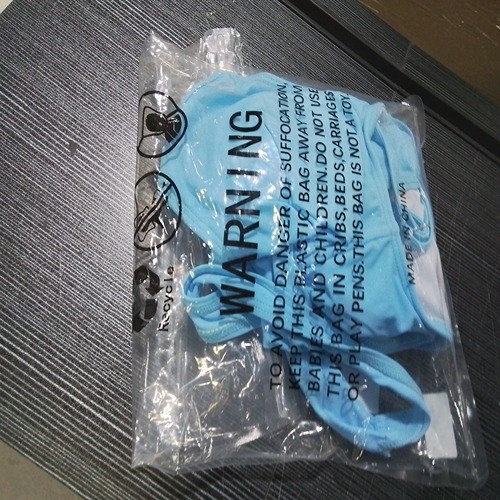 WARNING
TO AVOID DANGER OF SUFFOCATION,
KEEP THIS PLASTIC BAG AWAY FROM
BABIES AND CHILDREN.DO NOT USE
THIS BAG IN CRIBS,BEDS,CARRIAGES
OR PLAY PENS.THIS BAG IS NOT A TOY.
MADE IN CHINA
Recycle